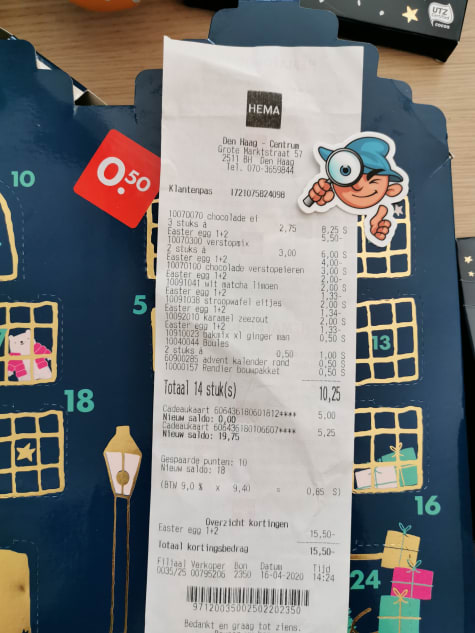 UTZ
Certified
COCOA
HEMA
Den Haag - Centrum
Grote Marktstraat 57
2511 BH Den Haag
Tel. 070-3659844
0.50
10
Klantenpas 1721075824098
10070070 chocolade ei
3 stuks à 2,75 8,25 S
Easter egg 1+2 5,50-
10070300 verstopmix
2 stuks à 3,00 6,00 S
Easter egg 1+2 4,00-
10070100 chocolade verstopeieren 3,00 S
Easter egg 1+2 2,00-
10091041 wit matcha limoen 2,00 S
Easter egg 1+2 1,33-
10091038 stroopwafel eitjes 2,00 S
Easter egg 1+2 1,34-
10092010 karamel zeezout 2,00 S
Easter egg 1+2 1,33-
10910023 bakmix xl ginger man 0,50 S
10040044 Boules
2 stuks à 0,50 1,00 S
60900285 advent kalender rond 0,50 S
10000157 Rendier bouwpakket 0,50 S
5
13
7
18
Totaal 14 stuk(s) 10,25
Cadeaukaart 606436180601812**** 5,00
Nieuw saldo: 0,00
Cadeaukaart 606436180106607**** 5,25
Nieuw saldo: 19,75
Gespaarde punten: 10
Nieuw saldo: 18
(BTW 9,0 % x 9,40) = 0,85 S)
16
Overzicht kortingen
Easter egg 1+2 15,50-
Totaal kortingsbedrag 15,50-
Filiaal Verkoper Bon Datum Tijd
0035/25 00795206 2350 16-04-2020 14:24
24
97120035002502202350
Bedankt en graag tot ziens.